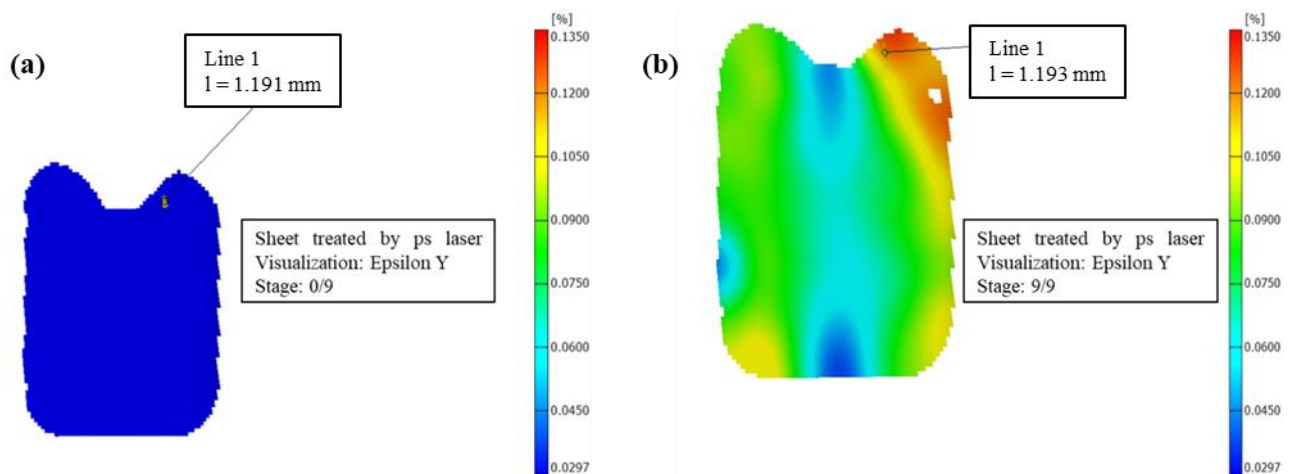 (a)
Line 1
l = 1.191 mm
Sheet treated by ps laser
Visualization: Epsilon Y
Stage: 0/9
[%]
0.1350
0.1200
0.1050
0.0900
0.0750
0.0600
0.0450
0.0297
(b)
Line 1
l = 1.193 mm
Sheet treated by ps laser
Visualization: Epsilon Y
Stage: 9/9
[%]
0.1350
0.1200
0.1050
0.0900
0.0750
0.0600
0.0450
0.0297